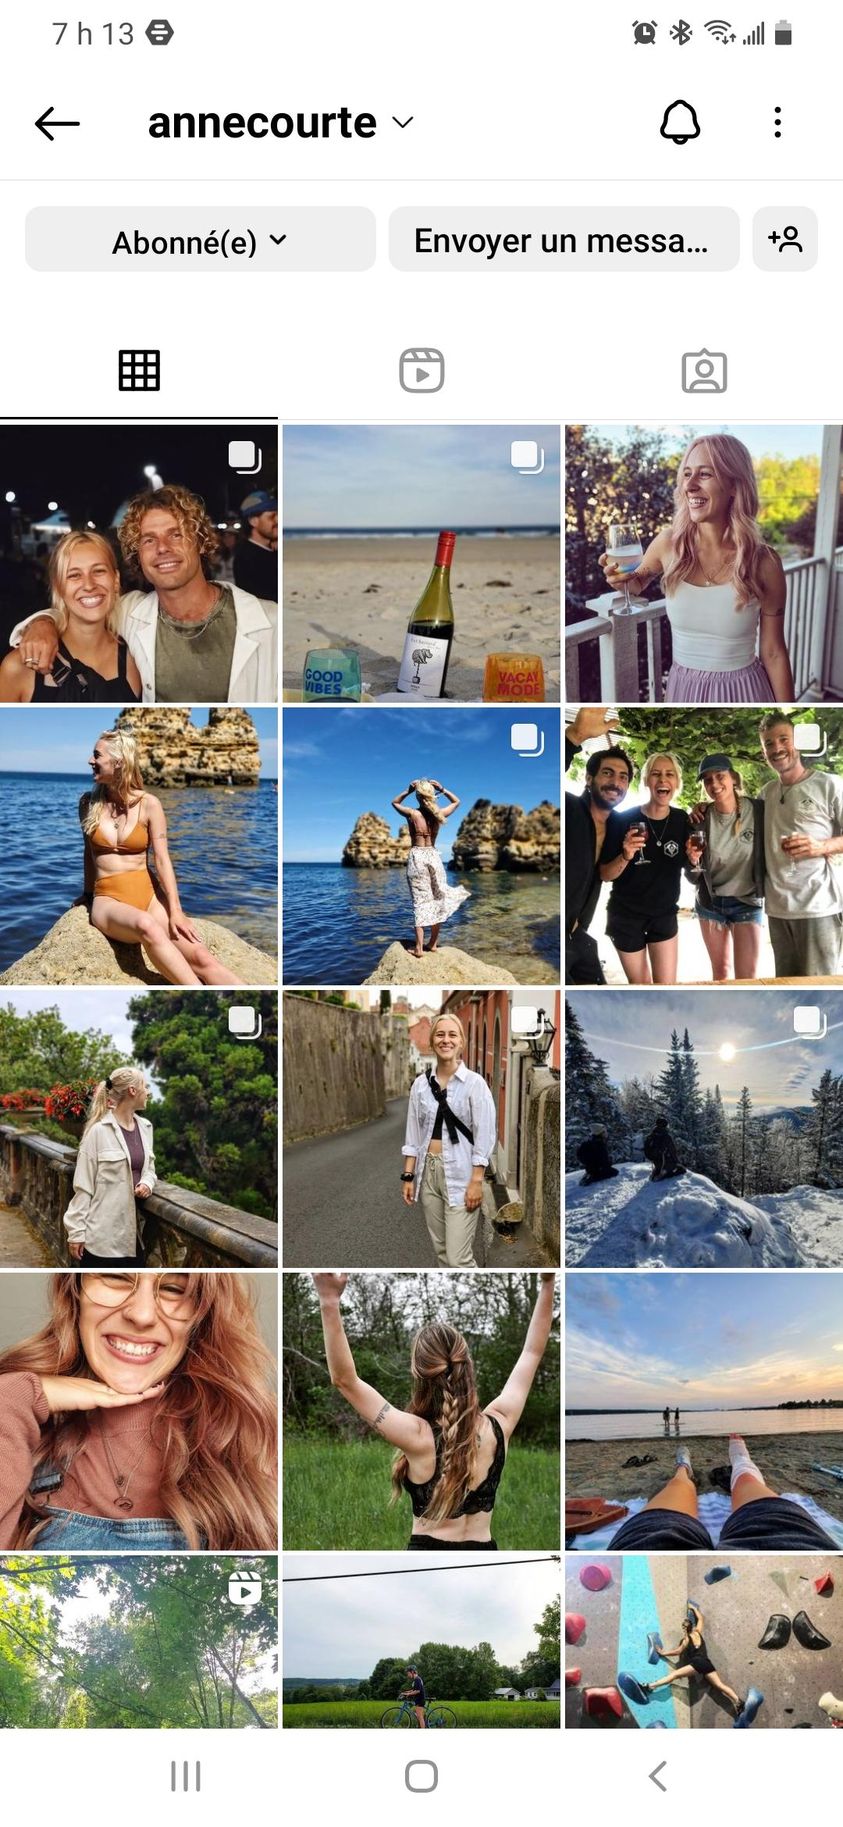 7 h 13
annecourte
Abonné(e)
Envoyer un messa...
GOOD
VIBES
VACAY
MODE